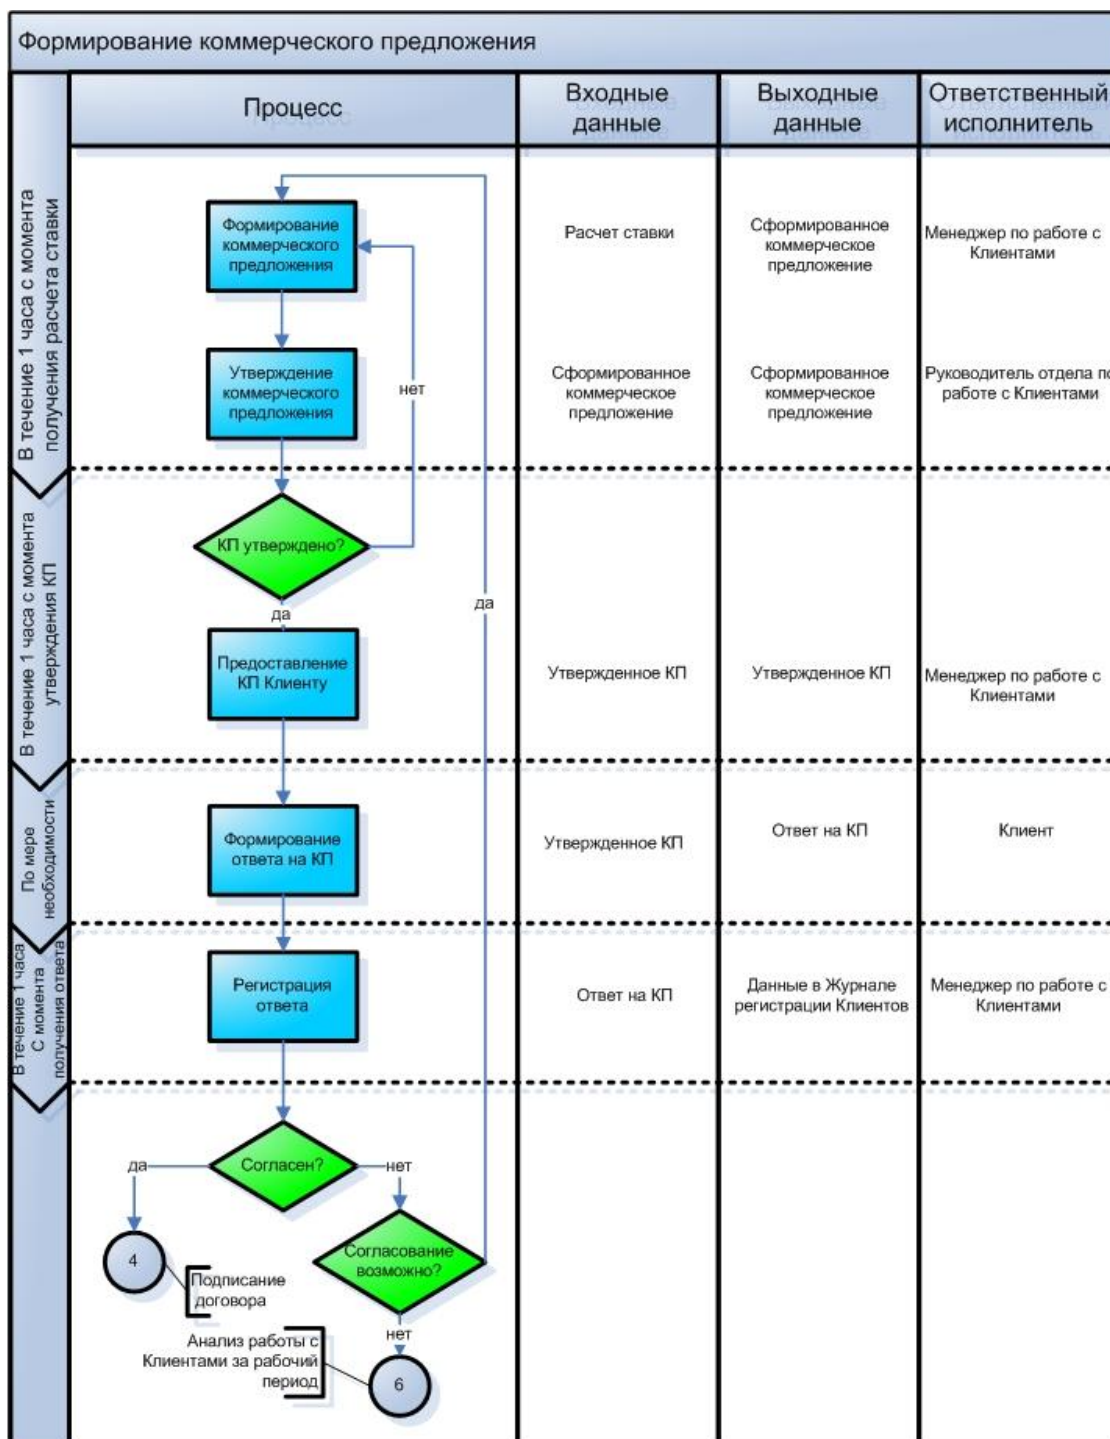 Формирование коммерческого предложения
Процесс
Входные
данные
Выходные
данные
Ответственный
исполнитель
В течение 1 часа с момента
получения расчета ставки
Формирование
коммерческого
предложения
Расчет ставки
Сформированное
коммерческое
предложение
Менеджер по работе с
Клиентами
Утверждение
коммерческого
предложения
нет
Сформированное
коммерческое
предложение
Сформированное
коммерческое
предложение
Руководитель отдела по
работе с Клиентами
В течение 1 часа с момента
утверждения КП
КП утверждено?
да
да
Предоставление
КП Клиенту
Утвержденное КП
Утвержденное КП
Менеджер по работе с
Клиентами
По мере
необходимости
Формирование
ответа на КП
Утвержденное КП
Ответ на КП
Клиент
В течение 1 часа
С момента
получения ответа
Регистрация
ответа
Ответ на КП
Данные в Журнале
регистрации Клиентов
Менеджер по работе с
Клиентами
да
Согласен?
нет
4
Согласование
возможно?
Подписание
договора
нет
Анализ работы с
Клиентами за рабочий
период
6